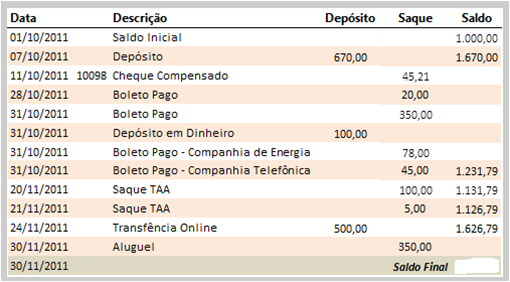 Data Descrição Depósito Saque Saldo
01/10/2011 Saldo Inicial 1.000,00
07/10/2011 Depósito 670,00 1.670,00
11/10/2011 10098 Cheque Compensado 45,21
28/10/2011 Boleto Pago 20,00
31/10/2011 Boleto Pago 350,00
31/10/2011 Depósito em Dinheiro 100,00
31/10/2011 Boleto Pago - Companhia de Energia 78,00
31/10/2011 Boleto Pago - Companhia Telefônica 45,00 1.231,79
20/11/2011 Saque TAA 100,00 1.131,79
21/11/2011 Saque TAA 5,00 1.126,79
24/11/2011 Transfência Online 500,00 1.626,79
30/11/2011 Aluguel 350,00
30/11/2011 Saldo Final